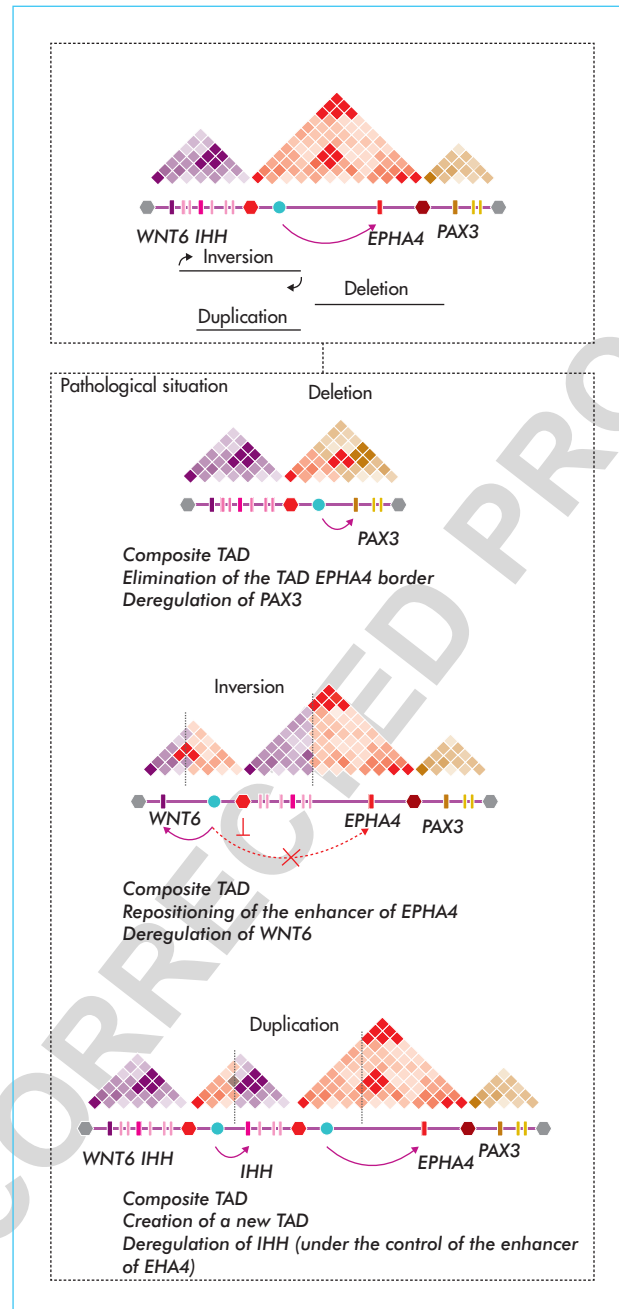 WNT6 IHH
EPHA4
PAX3
Inversion
Deletion
Duplication
Pathological situation
Deletion
PAX3
Composite TAD
Elimination of the TAD EPHA4 border
Deregulation of PAX3
Inversion
WNT6
EPHA4
PAX3
Composite TAD
Repositioning of the enhancer of EPHA4
Deregulation of WNT6
Duplication
WNT6 IHH
IHH
EPHA4
PAX3
Composite TAD
Creation of a new TAD
Deregulation of IHH (under the control of the enhancer
of EHA4)
CORRECTED PRO